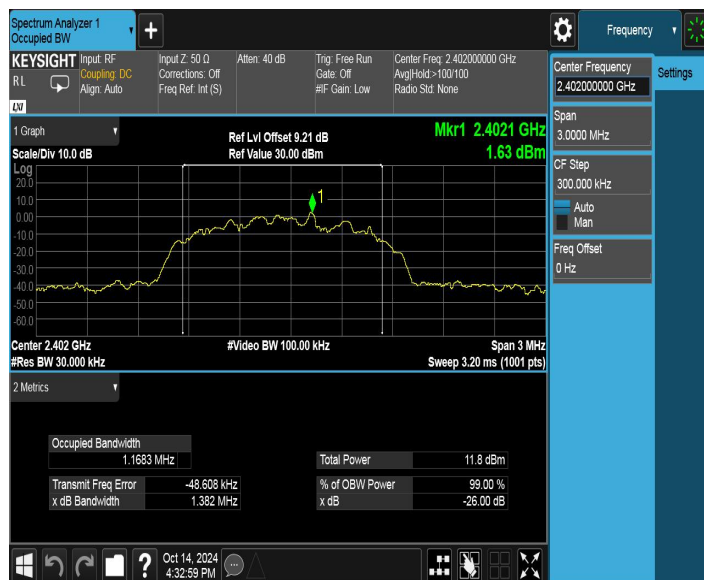 Spectrum Analyzer 1
Occupied BW
+
Frequency
KEYSIGHT
R L
LXI
Input: RF
Coupling: DC
Align: Auto
Input Z: 50 Ω
Corrections: Off
Freq Ref: Int (S)
Atten: 40 dB
Trig: Free Run
Gate: Off
#IF Gain: Low
Center Freq: 2.402000000 GHz
Avg|Hold:>100/100
Radio Std: None
Center Frequency
2.402000000 GHz
Settings
Span
3.0000 MHz
CF Step
300.000 kHz
Auto
Man
Freq Offset
0 Hz
1 Graph
Scale/Div 10.0 dB
Ref Lvl Offset 9.21 dB
Ref Value 30.00 dBm
Mkr1 2.4021 GHz
1.63 dBm
Log
20.0
10.0
0.00
-10.0
-20.0
-30.0
-40.0
-50.0
-60.0
1
Center 2.402 GHz
#Res BW 30.000 kHz
#Video BW 100.00 kHz
Span 3 MHz
Sweep 3.20 ms (1001 pts)
2 Metrics
Occupied Bandwidth
1.1683 MHz
Total Power 11.8 dBm
Transmit Freq Error -48.608 kHz
% of OBW Power 99.00 %
x dB Bandwidth 1.382 MHz
x dB -26.00 dB
?
Oct 14, 2024
4:32:59 PM